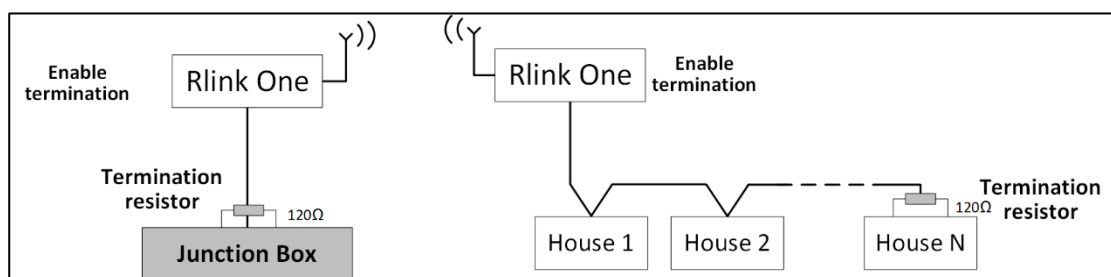 Enable
termination
Rlink One
Rlink One
Enable
termination
Termination
resistor
120Ω
Junction Box
House 1
House 2
House N
120Ω
Termination
resistor